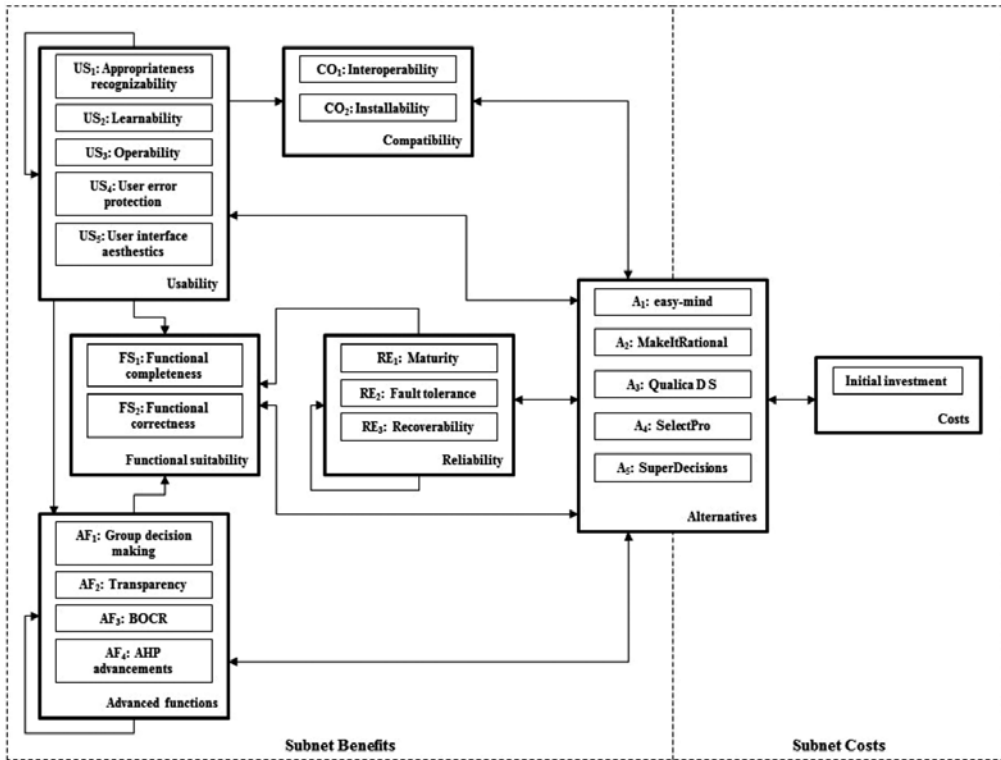 US₁: Appropriateness
recognizability
US₂: Learnability
US₃: Operability
US₄: User error
protection
US₅: User interface
aesthestics
Usability
CO₁: Interoperability
CO₂: Installability
Compatibility
FS₁: Functional
completeness
FS₂: Functional
correctness
Functional suitability
RE₁: Maturity
RE₂: Fault tolerance
RE₃: Recoverability
Reliability
A₁: easy-mind
A₂: MakeItRational
A₃: Qualica D S
A₄: SelectPro
A₅: SuperDecisions
Alternatives
Initial investment
Costs
AF₁: Group decision
making
AF₂: Transparency
AF₃: BOCR
AF₄: AHP
advancements
Advanced functions
Subnet Benefits
Subnet Costs